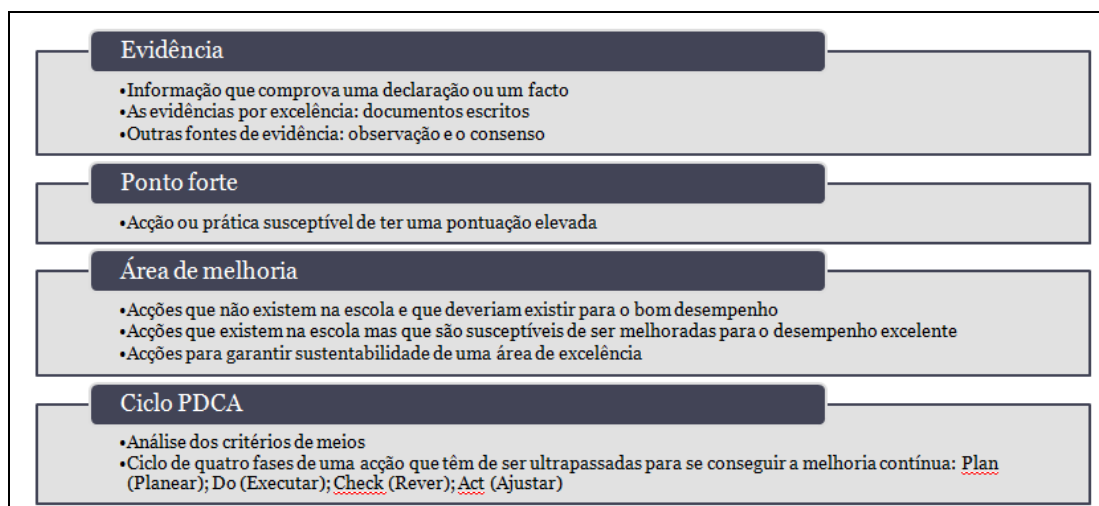 Evidência
•Informação que comprova uma declaração ou um facto
•As evidências por excelência: documentos escritos
•Outras fontes de evidência: observação e o consenso
Ponto forte
•Acção ou prática susceptível de ter uma pontuação elevada
Área de melhoria
•Acções que não existem na escola e que deveriam existir para o bom desempenho
•Acções que existem na escola mas que são susceptíveis de ser melhoradas para o desempenho excelente
•Acções para garantir sustentabilidade de uma área de excelência
Ciclo PDCA
•Análise dos critérios de meios
•Ciclo de quatro fases de uma acção que têm de ser ultrapassadas para se conseguir a melhoria contínua: Plan
(Planear); Do (Executar); Check (Rever); Act (Ajustar)